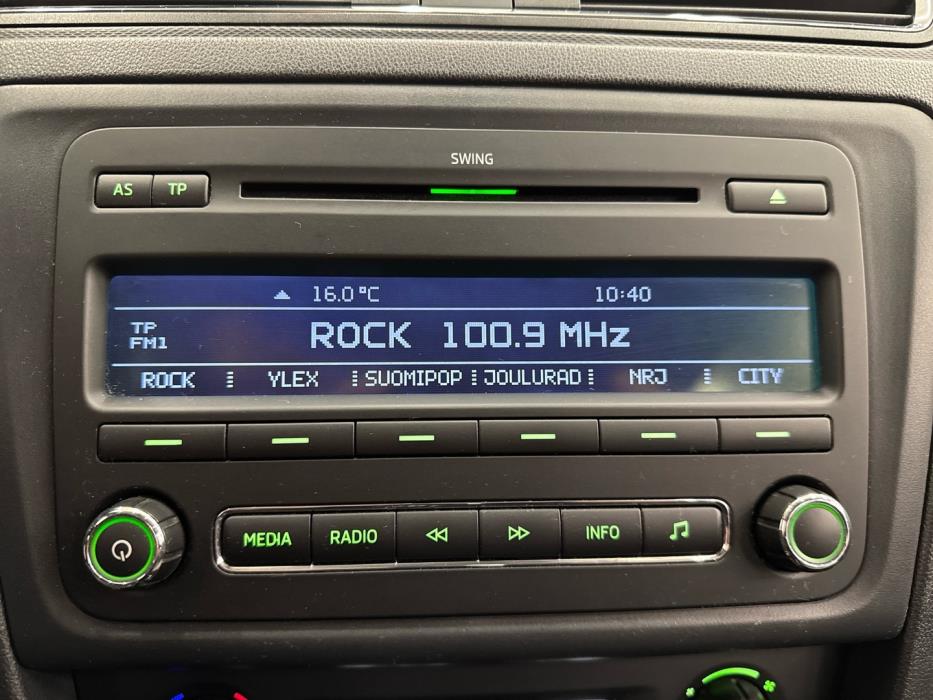 SWING
AS TP
16.0 °C 10:40
TP
FM1
ROCK 100.9 MHz
ROCK YLEX SUOMIPOP JOULURAD NRJ CITY
MEDIA RADIO INFO